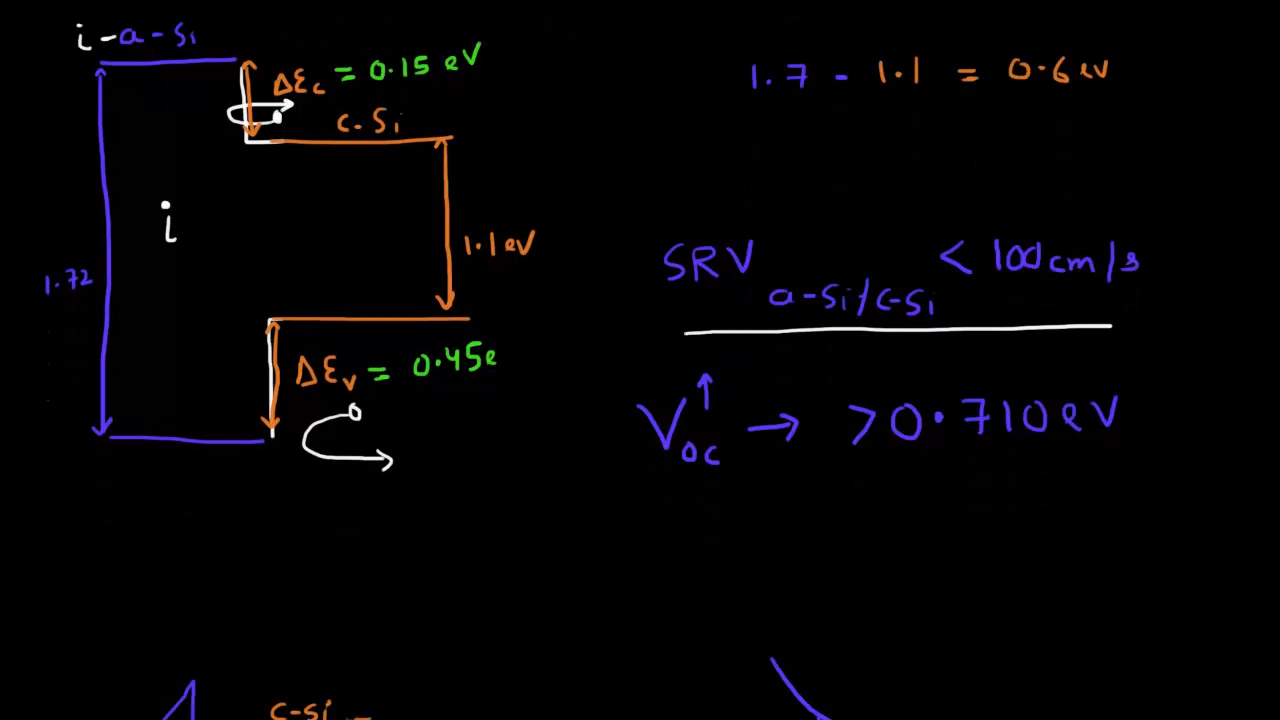 i-a-si
ΔEc = 0.15 eV
c-Si
i
1.1 eV
1.72
ΔEv = 0.45e
1.7 - 1.1 = 0.6 eV
SRV a-Si/c-Si < 100 cm/s
Voc ↑ → >0.710 eV
c-si